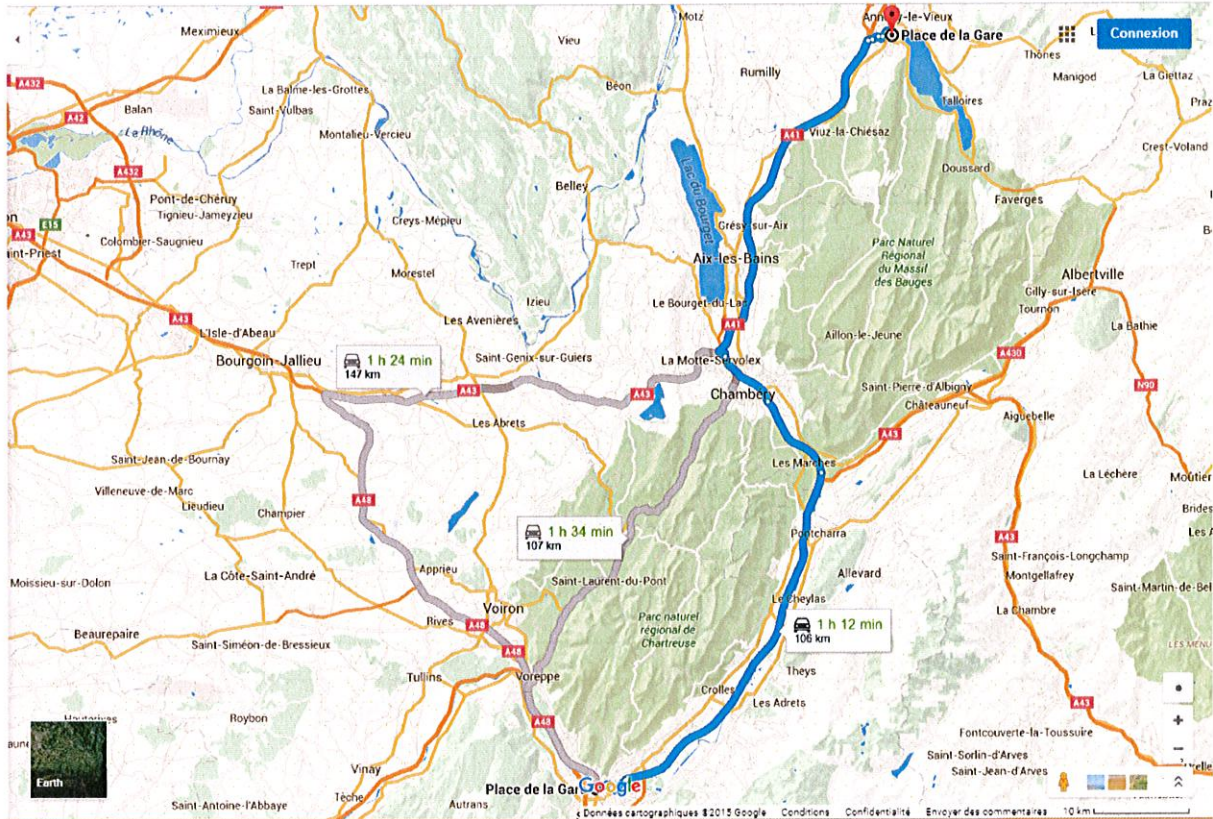 Motz
Annecy-le-Vieux
Place de la Gare
Connexion
Meximieux
Vieu
Thônes
La Giettaz
Manigod
A432
La Balme-les-Grottes
Béon
Rumilly
Balan
Saint-Vulbas
Talloires
A42
La Rhône
Montalieu-Vercieu
A41
Viuz-la-Chiésaz
Crest-Voland
A432
Lac du Bourget
Doussard
Belley
Pont-de-Chéruy
Faverges
Tignieu-Jameyzieu
Creys-Mépieu
Grésy-sur-Aix
E15
A43
Colombier-Saugnieu
Parc Naturel
Régional
du Massif
des Bauges
Aix-les-Bains
Trept
Morestel
Albertville
Gilly-sur-Isère
Izieu
Le Bourget-du-Lac
Tournon
A43
Les Avenières
A41
La Bathie
L'Isle-d'Abeau
Aillon-le-Jeune
Bourgoin-Jallieu
1 h 24 min
147 km
Saint-Genix-sur-Guiers
La Motte-Servolex
A430
A43
A43
Chambéry
Saint-Pierre-d'Albigny
N90
Châteauneuf
Les Abrets
Aiguebelle
A43
Saint-Jean-de-Bournay
Les Marches
La Léchère
Villeneuve-de-Marc
Lieudieu
A48
Champier
1 h 34 min
107 km
Pontcharra
A43
Saint-François-Longchamp
Apprieu
Allevard
Montgellafrey
La Côte-Saint-André
Saint-Laurent-du-Pont
Moissieu-sur-Dolon
Le Cheylas
Voiron
La Chambre
Parc naturel
régional de
Chartreuse
1 h 12 min
106 km
Rives
A48
Beaurepaire
Saint-Siméon-de-Bressieux
A48
Theys
Tullins
Voreppe
Crolles
Les Adrets
A43
Roybon
A48
Fontcouverte-la-Toussuire
Saint-Sorlin-d'Arves
Vinay
Saint-Jean-d'Arves
Earth
Google
Place de la Gar
Têche
Saint-Antoine-l'Abbaye
Autrans
Données cartographiques ©2015 Google Conditions Confidentialité Envoyer des commentaires 10 km